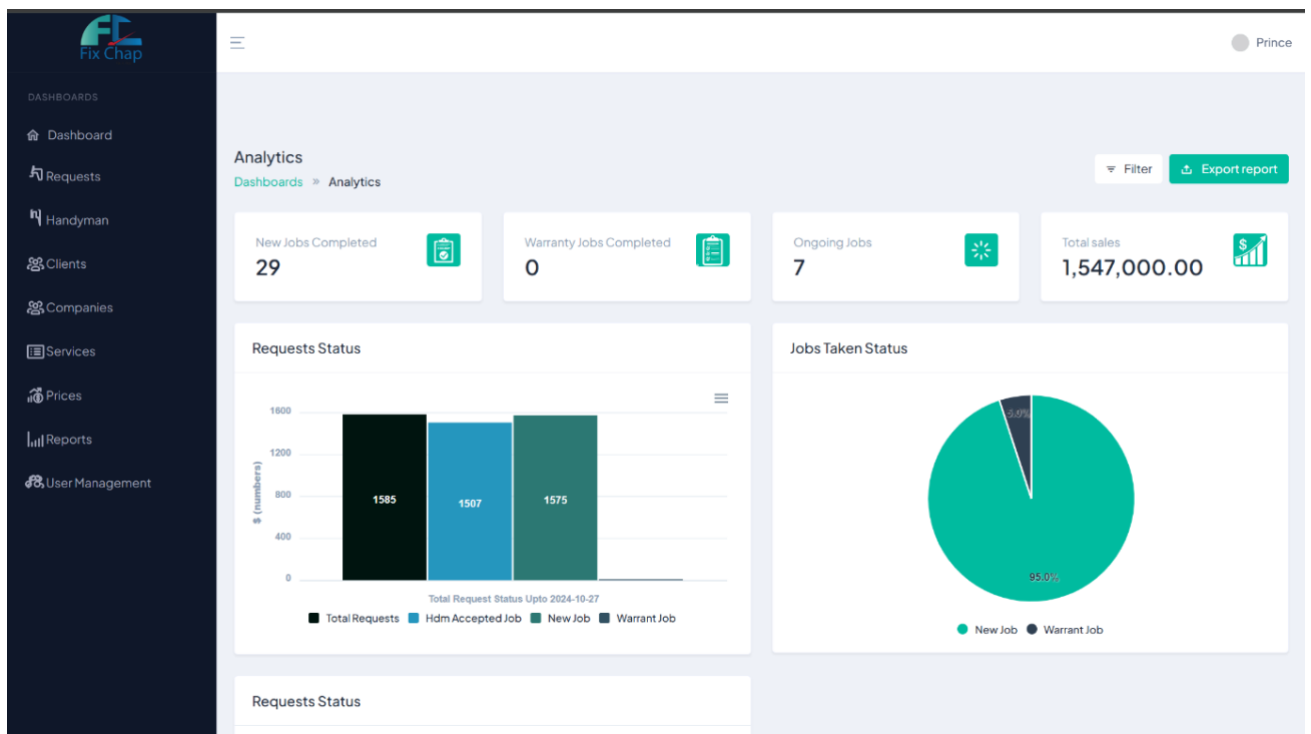 Fix Chap
Prince
DASHBOARDS
Dashboard
Requests
Handyman
Clients
Companies
Services
Prices
Reports
User Management
Analytics
Dashboards » Analytics
Filter
Export report
New Jobs Completed
29
Warranty Jobs Completed
0
Ongoing Jobs
7
Total sales
1,547,000.00
Requests Status
1600
1200
800
400
0
$ (numbers)
1585
1507
1575
Total Request Status Upto 2024-10-27
Total Requests Hdm Accepted Job New Job Warrant Job
Jobs Taken Status
5.0%
95.0%
New Job Warrant Job
Requests Status